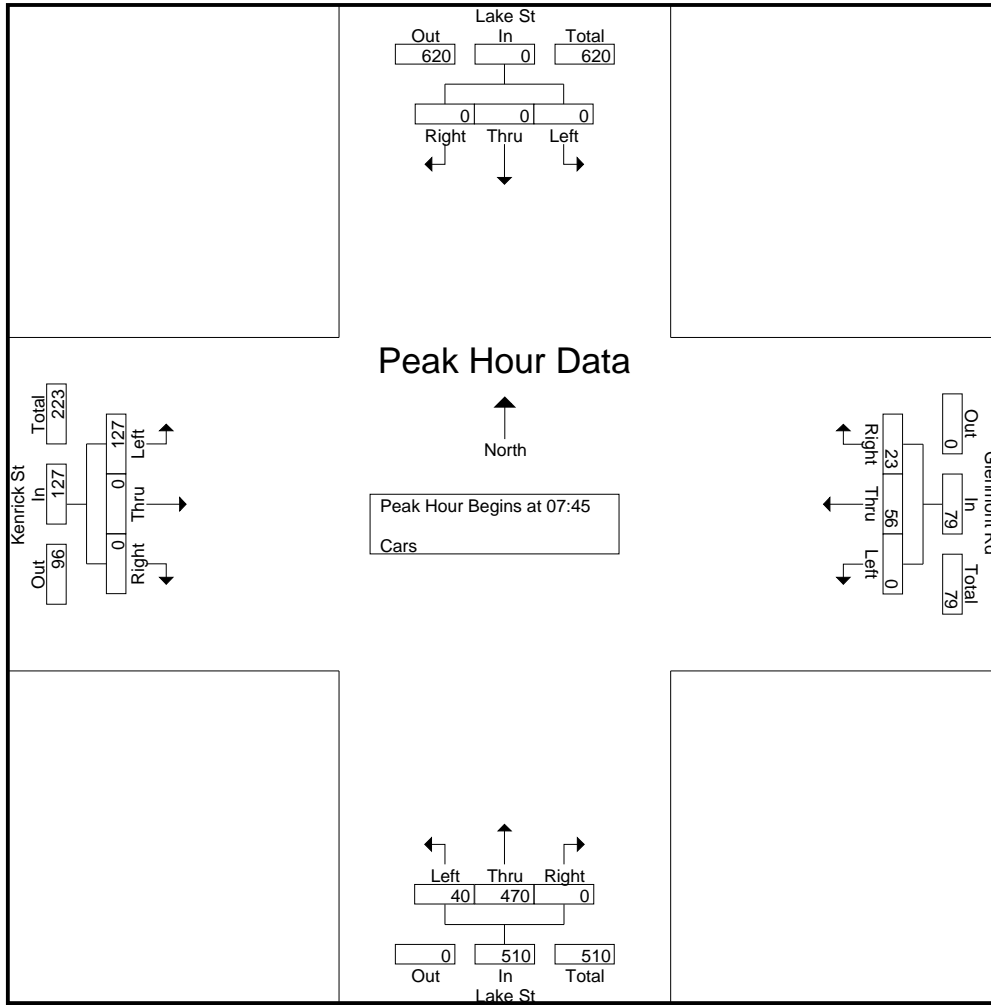 Lake St
Out In Total
620 0 620
0 0 0
Right Thru Left
Peak Hour Data
North
Peak Hour Begins at 07:45
Cars
Kenrick St
Total In Out
223 127 96
127 0 0
Left Thru Right
Right Thru Left
23 56 0
Out In Total
0 79 79
Rd
Left Thru Right
40 470 0
0 510 510
Out In Total
Lake St